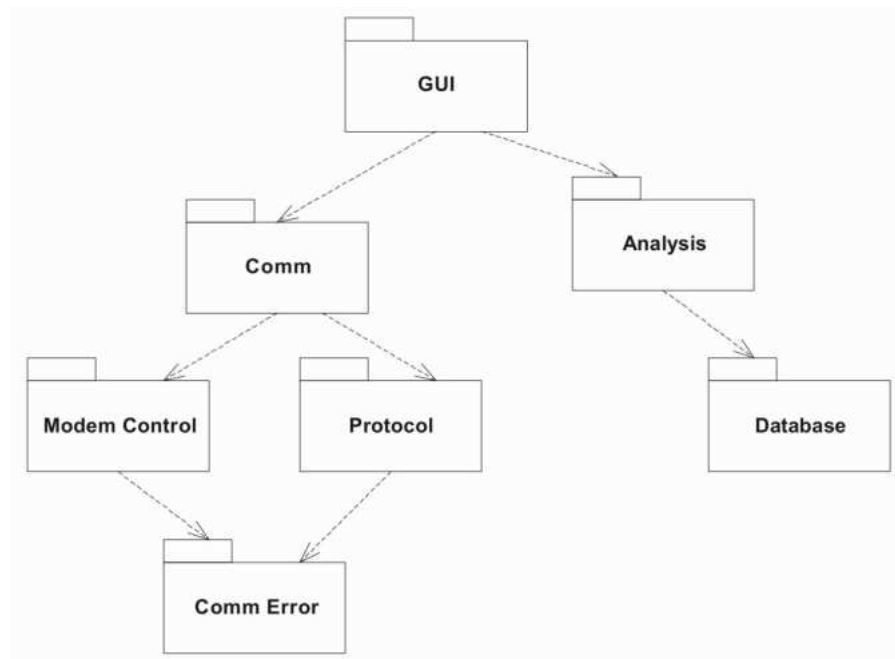 GUI
Analysis
Comm
Modem Control
Protocol
Database
Comm Error